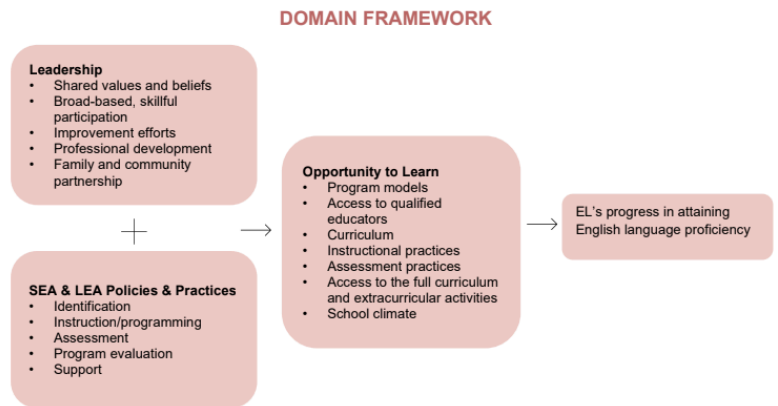 DOMAIN FRAMEWORK
Leadership
• Shared values and beliefs
• Broad-based, skillful
participation
• Improvement efforts
• Professional development
• Family and community
partnership
SEA & LEA Policies & Practices
• Identification
• Instruction/programming
• Assessment
• Program evaluation
• Support
Opportunity to Learn
• Program models
• Access to qualified
educators
• Curriculum
• Instructional practices
• Assessment practices
• Access to the full curriculum
and extracurricular activities
• School climate
EL's progress in attaining
English language proficiency